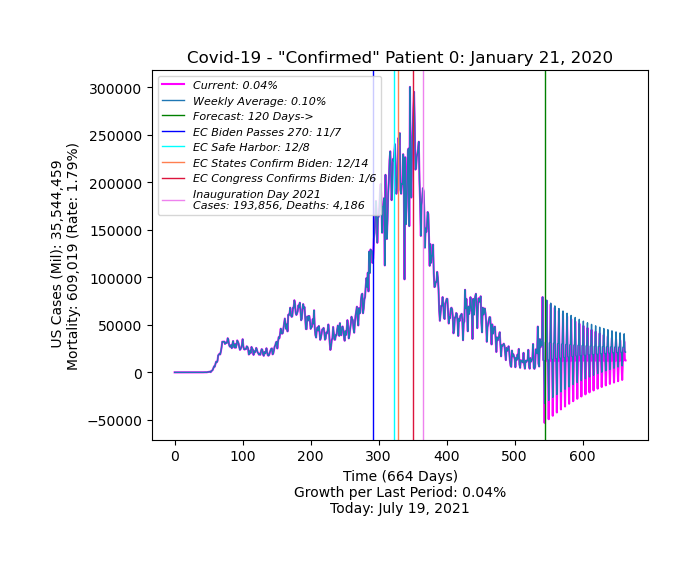 Covid-19 - "Confirmed" Patient 0: January 21, 2020
US Cases (Mil): 35,544,459
Mortality: 609,019 (Rate: 1.79%)
300000
250000
200000
150000
100000
50000
0
−50000
Current: 0.04%
Weekly Average: 0.10%
Forecast: 120 Days->
EC Biden Passes 270: 11/7
EC Safe Harbor: 12/8
EC States Confirm Biden: 12/14
EC Congress Confirms Biden: 1/6
Inauguration Day 2021
Cases: 193,856, Deaths: 4,186
0 100 200 300 400 500 600
Time (664 Days)
Growth per Last Period: 0.04%
Today: July 19, 2021